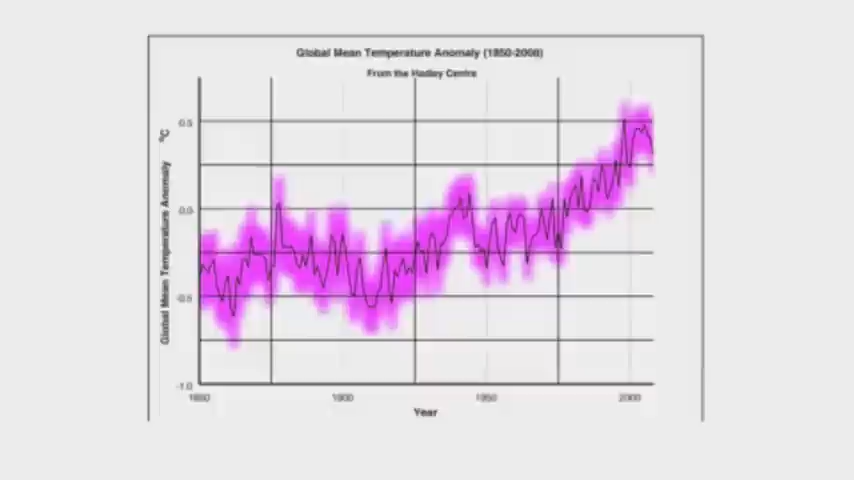 Global Mean Temperature Anomaly (1850-2008)
From the Hadley Centre
Global Mean Temperature Anomaly °C
0.5
0.0
-0.5
-1.0
1850 1900 1950 2000
Year